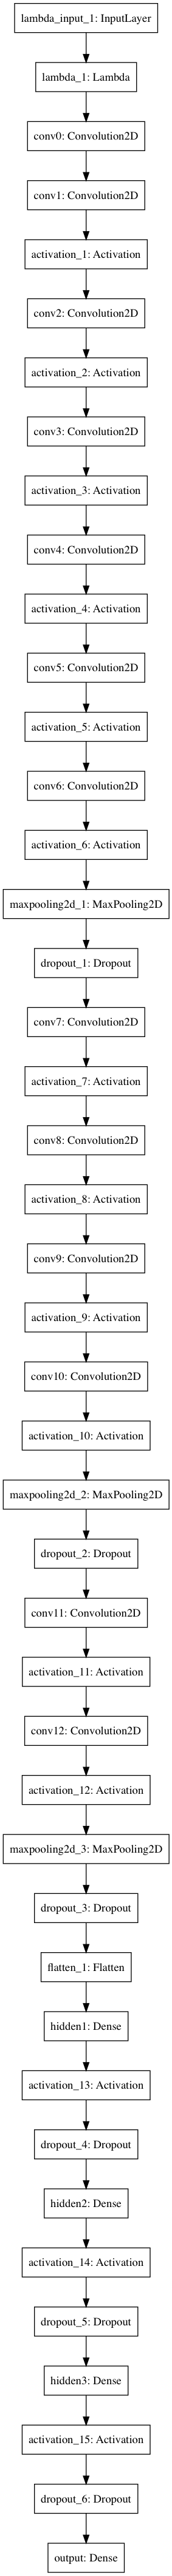 lambda_input_1: InputLayer
lambda_1: Lambda
conv0: Convolution2D
conv1: Convolution2D
activation_1: Activation
conv2: Convolution2D
activation_2: Activation
conv3: Convolution2D
activation_3: Activation
conv4: Convolution2D
activation_4: Activation
conv5: Convolution2D
activation_5: Activation
conv6: Convolution2D
activation_6: Activation
maxpooling2d_1: MaxPooling2D
dropout_1: Dropout
conv7: Convolution2D
activation_7: Activation
conv8: Convolution2D
activation_8: Activation
conv9: Convolution2D
activation_9: Activation
conv10: Convolution2D
activation_10: Activation
maxpooling2d_2: MaxPooling2D
dropout_2: Dropout
conv11: Convolution2D
activation_11: Activation
conv12: Convolution2D
activation_12: Activation
maxpooling2d_3: MaxPooling2D
dropout_3: Dropout
flatten_1: Flatten
hidden1: Dense
activation_13: Activation
dropout_4: Dropout
hidden2: Dense
activation_14: Activation
dropout_5: Dropout
hidden3: Dense
activation_15: Activation
dropout_6: Dropout
output: Dense